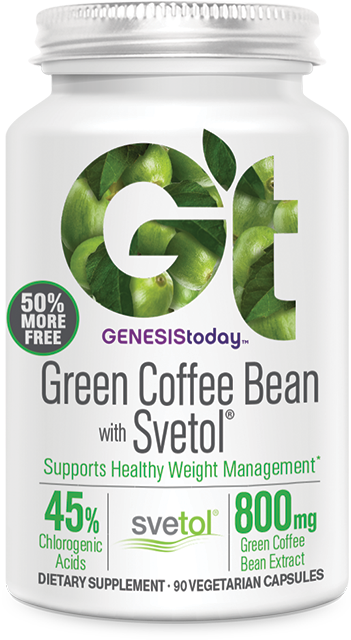 Gt
50%
MORE
FREE
GENESIStoday™
Green Coffee Bean
with Svetol®
Supports Healthy Weight Management*
45%
Chlorogenic
Acids
svetol®
800mg
Green Coffee
Bean Extract
DIETARY SUPPLEMENT • 90 VEGETARIAN CAPSULES